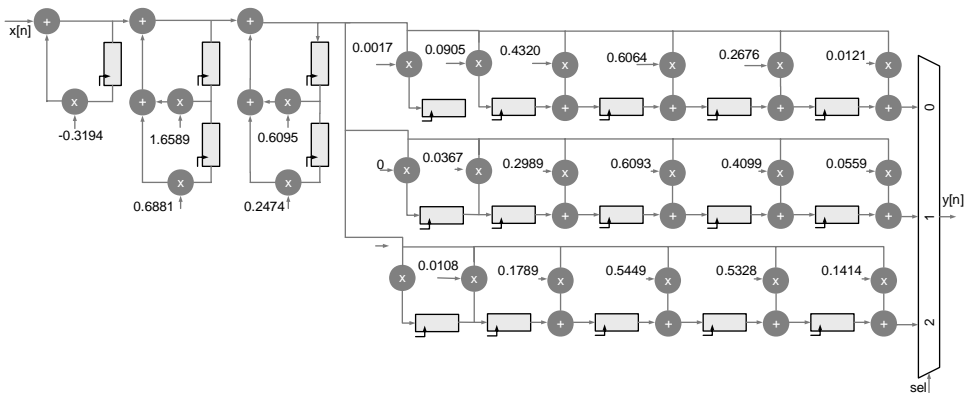 x[n]
+
+
+
x
-0.3194
+
x
1.6589
x
0.6881
+
x
0.6095
x
0.2474
0.0017
0.0905
0.4320
0.6064
0.2676
0.0121
x
x
x
x
x
x
+
+
+
+
0
0
0.0367
0.2989
0.6093
0.4099
0.0559
x
x
x
x
x
x
+
+
+
+
1
y[n]
0.0108
0.1789
0.5449
0.5328
0.1414
x
x
x
x
x
x
+
+
+
+
2
sel